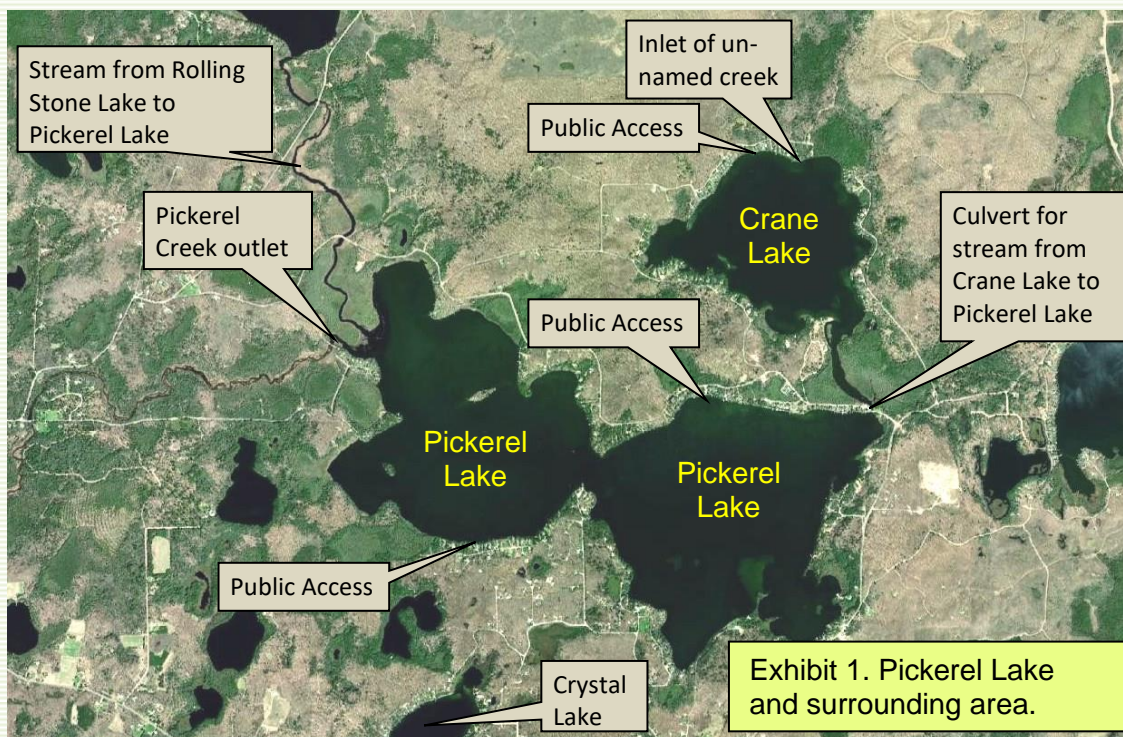 Stream from Rolling
Stone Lake to
Pickerel Lake
Inlet of un-
named creek
Public Access
Pickerel
Creek outlet
Crane
Lake
Culvert for
stream from
Crane Lake to
Pickerel Lake
Public Access
Pickerel
Lake
Pickerel
Lake
Public Access
Crystal
Lake
Exhibit 1. Pickerel Lake
and surrounding area.